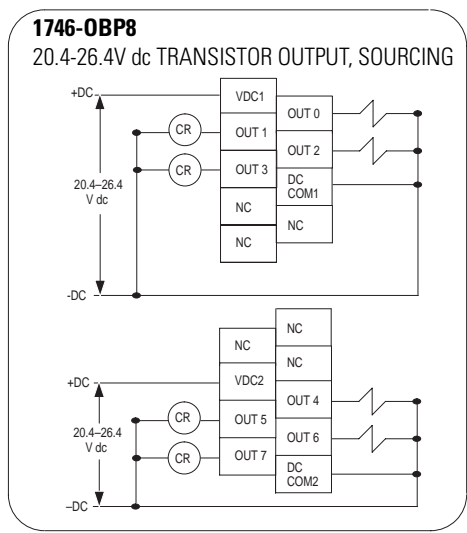 1746-OBP8
20.4-26.4V dc TRANSISTOR OUTPUT, SOURCING
+DC
VDC1
OUT 0
CR
OUT 1
OUT 2
CR
OUT 3
DC
COM1
20.4–26.4
V dc
NC
NC
NC
-DC
NC
NC
NC
+DC
VDC2
OUT 4
CR
OUT 5
20.4–26.4
V dc
OUT 6
CR
OUT 7
DC
COM2
–DC